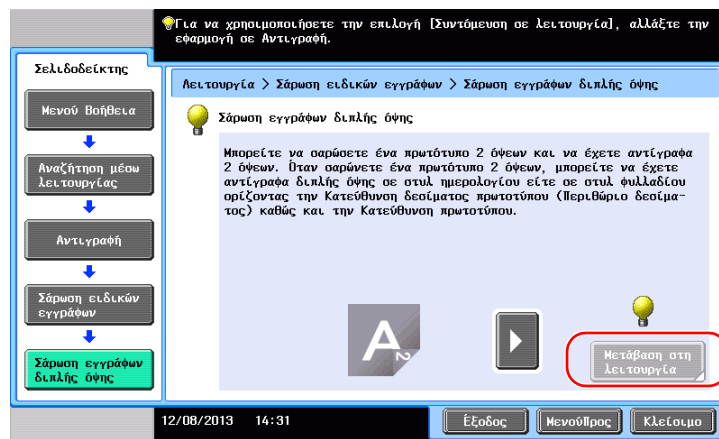 Για να χρησιμοποιήσετε την επιλογή [Συντόμευση σε λειτουργία], αλλάξτε την
εφαρμογή σε Αντιγραφή.
Σελιδοδείκτης
Μενού Βοήθεια
Αναζήτηση μέσω
λειτουργίας
Αντιγραφή
Σάρωση ειδικών
εγγράφων
Σάρωση εγγράφων
διπλής όψης
Λειτουργία > Σάρωση ειδικών εγγράφων > Σάρωση εγγράφων διπλής όψης
Σάρωση εγγράφων διπλής όψης
Μπορείτε να σαρώσετε ένα πρωτότυπο 2 όψεων και να έχετε αντίγραφα
2 όψεων. Όταν σαρώνετε ένα πρωτότυπο 2 όψεων, μπορείτε να έχετε
αντίγραφα διπλής όψης σε στυλ ημερολογίου είτε σε στυλ φυλλαδίου
ορίζοντας την Κατεύθυνση δεσίματος πρωτοτύπου (Περιθώριο δεσίμα-
τος) καθώς και την Κατεύθυνση πρωτοτύπου.
A
2
Μετάβαση στη
λειτουργία
12/08/2013 14:31
Έξοδος
ΜενούΠρος
Κλείσιμο